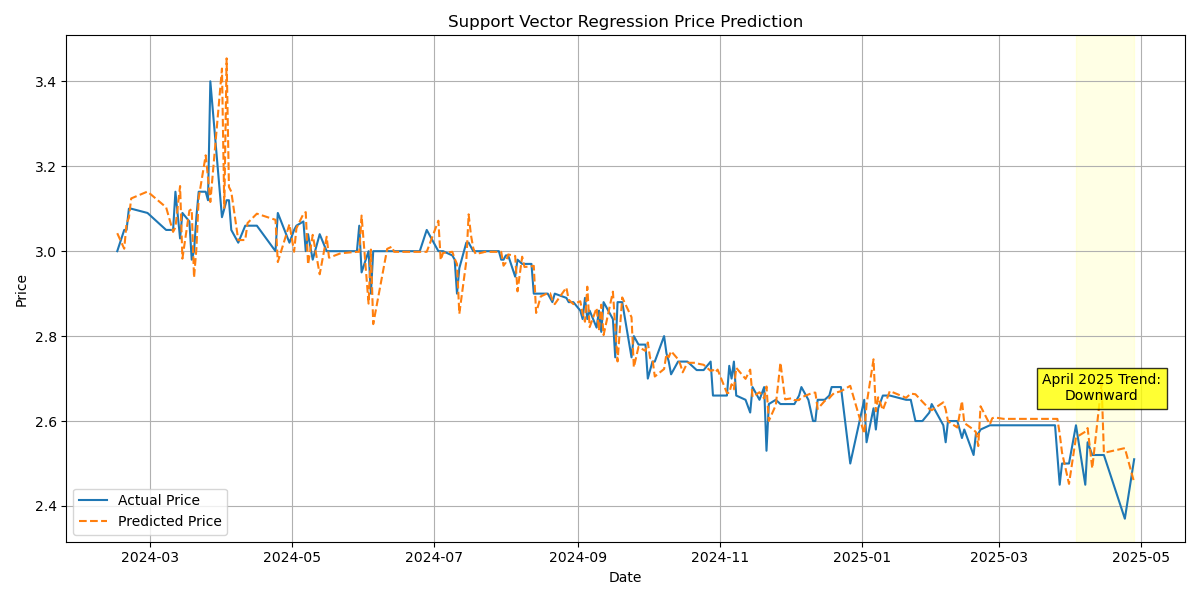 Support Vector Regression Price Prediction
Price
3.4
3.2
3.0
2.8
2.6
2.4
April 2025 Trend:
Downward
Actual Price
Predicted Price
2024-03 2024-05 2024-07 2024-09 2024-11 2025-01 2025-03 2025-05
Date